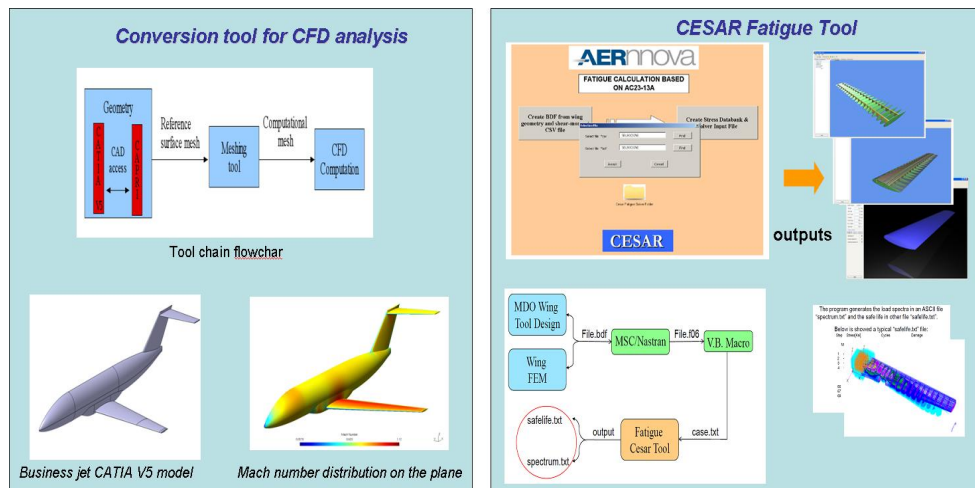 Conversion tool for CFD analysis
Geometry
CATIA V5
CAD
access
CAPRI
Reference
surface mesh
Meshing
tool
Computational
mesh
CFD
Computation
Tool chain flowchar
Business jet CATIA V5 model
Mach number distribution on the plane
CESAR Fatigue Tool
AERnnova
FATIGUE CALCULATION BASED
ON AC23-13A
Create BDF from wing
CSV file
Create Stress Databank &
Input File
CESAR
outputs
MDO Wing
Tool Design
Wing
FEM
File.bdf
MSC/Nastran
File.f06
V.B. Macro
case.txt
Fatigue
Cesar Tool
output
safelife.txt
spectrum.txt
The program generates the load spectra in an ASCII file
"spectrum.txt" and the safe life in other file "safelife.txt".
Below is showed a typical "safelife.txt" file:
Cycles
Damage